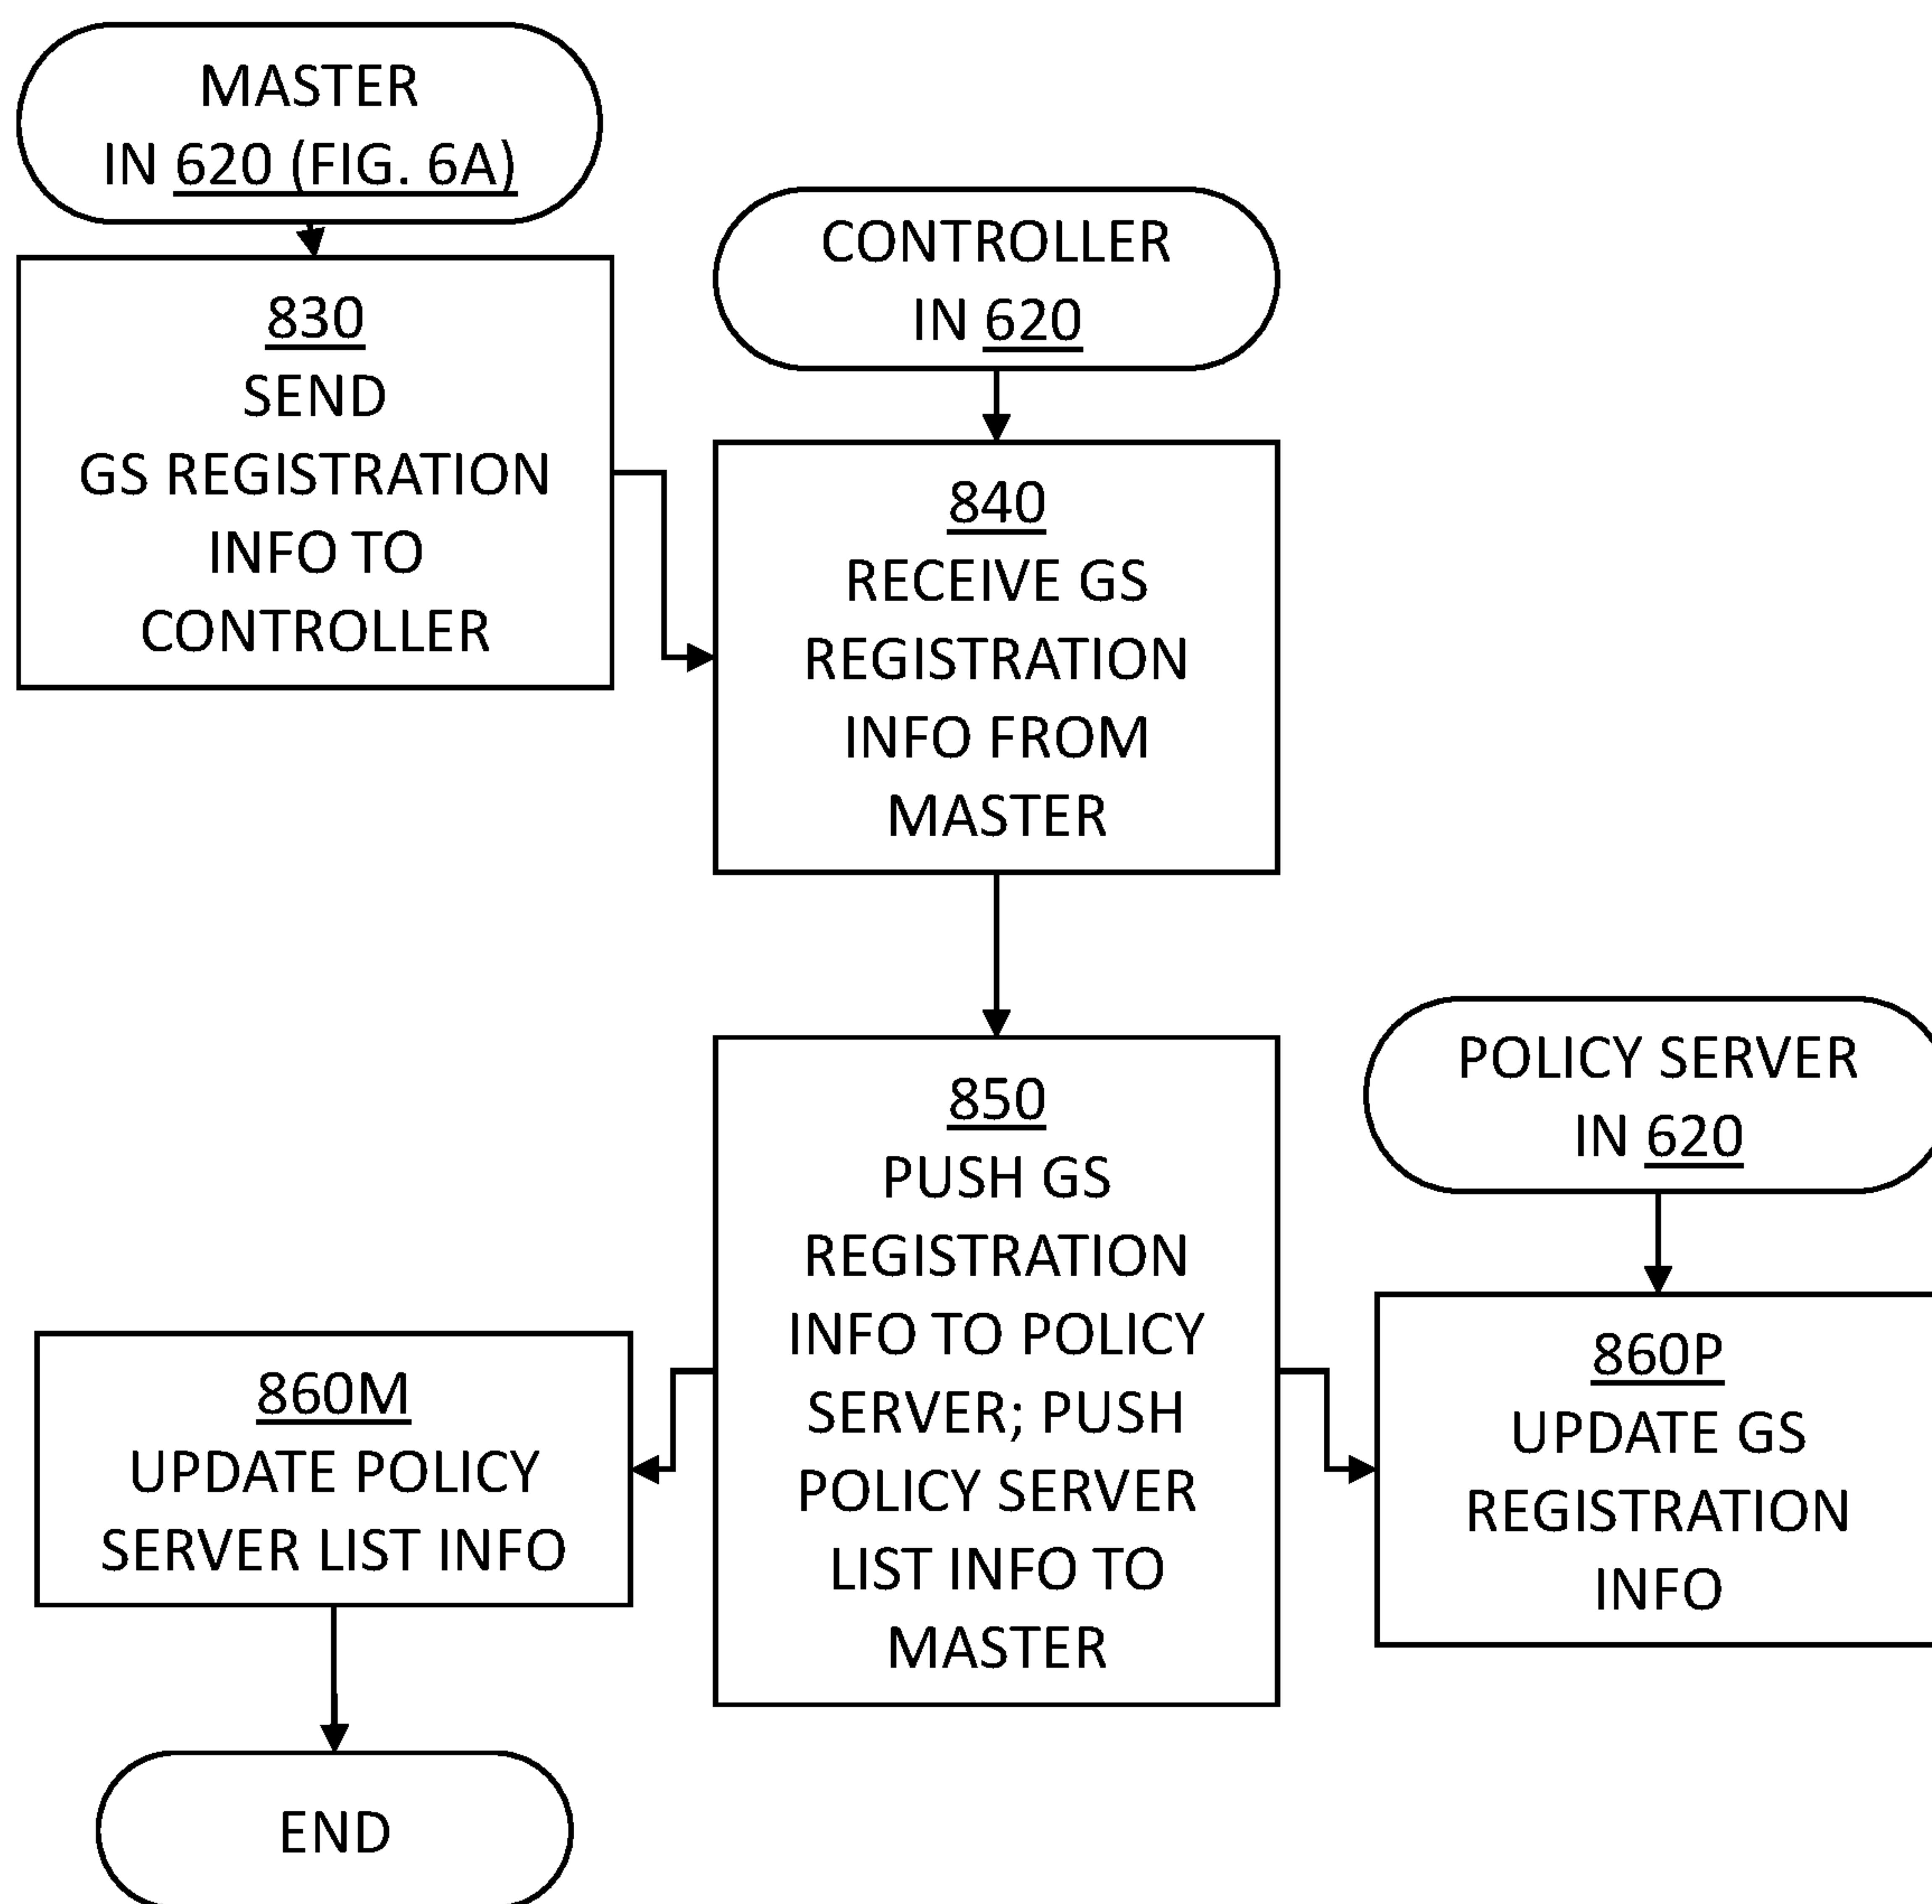 MASTER
IN 620 (FIG. 6A)
830
SEND
GS REGISTRATION
INFO TO
CONTROLLER
CONTROLLER
IN 620
840
RECEIVE GS
REGISTRATION
INFO FROM
MASTER
850
PUSH GS
REGISTRATION
INFO TO POLICY
SERVER; PUSH
POLICY SERVER
LIST INFO TO
MASTER
POLICY SERVER
IN 620
860P
UPDATE GS
REGISTRATION
INFO
860M
UPDATE POLICY
SERVER LIST INFO
END